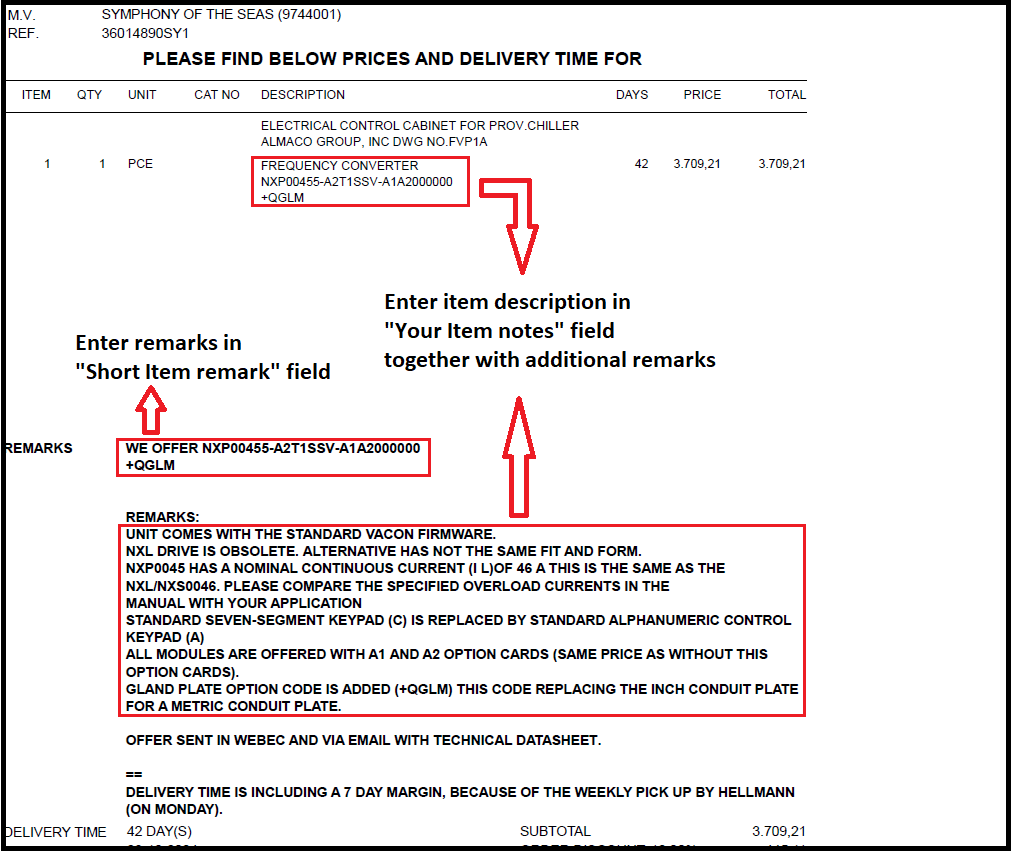 M.V. SYMPHONY OF THE SEAS (9744001)
REF. 36014890SY1
PLEASE FIND BELOW PRICES AND DELIVERY TIME FOR
ITEM QTY UNIT CAT NO DESCRIPTION DAYS PRICE TOTAL
ELECTRICAL CONTROL CABINET FOR PROV.CHILLER
ALMACO GROUP, INC DWG NO.FVP1A
1 1 PCE FREQUENCY CONVERTER 42 3.709,21 3.709,21
NXP00455-A2T1SSV-A1A2000000
+QGLM
Enter item description in
"Your Item notes" field
together with additional remarks
Enter remarks in
"Short Item remark" field
REMARKS WE OFFER NXP00455-A2T1SSV-A1A2000000
+QGLM
REMARKS:
UNIT COMES WITH THE STANDARD VACON FIRMWARE.
NXL DRIVE IS OBSOLETE. ALTERNATIVE HAS NOT THE SAME FIT AND FORM.
NXP0045 HAS A NOMINAL CONTINUOUS CURRENT (I L)OF 46 A THIS IS THE SAME AS THE
NXL/NXS0046. PLEASE COMPARE THE SPECIFIED OVERLOAD CURRENTS IN THE
MANUAL WITH YOUR APPLICATION
STANDARD SEVEN-SEGMENT KEYPAD (C) IS REPLACED BY STANDARD ALPHANUMERIC CONTROL
KEYPAD (A)
ALL MODULES ARE OFFERED WITH A1 AND A2 OPTION CARDS (SAME PRICE AS WITHOUT THIS
OPTION CARDS).
GLAND PLATE OPTION CODE IS ADDED (+QGLM) THIS CODE REPLACING THE INCH CONDUIT PLATE
FOR A METRIC CONDUIT PLATE.
OFFER SENT IN WEBEC AND VIA EMAIL WITH TECHNICAL DATASHEET.
==
DELIVERY TIME IS INCLUDING A 7 DAY MARGIN, BECAUSE OF THE WEEKLY PICK UP BY HELLMANN
(ON MONDAY).
DELIVERY TIME 42 DAY(S) SUBTOTAL 3.709,21